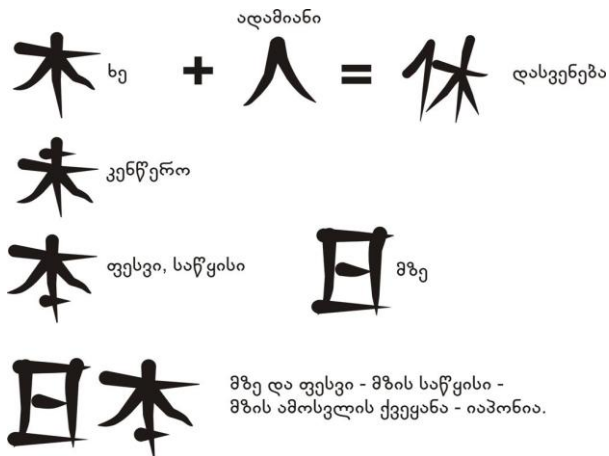 ადამიანი
木 ხე + 人 = 休 დასვენება
未 კენწერო
本 ფესვი, საწყისი 日 მზე
日本 მზე და ფესვი - მზის საწყისი -
მზის ამოსვლის ქვეყანა - იაპონია.